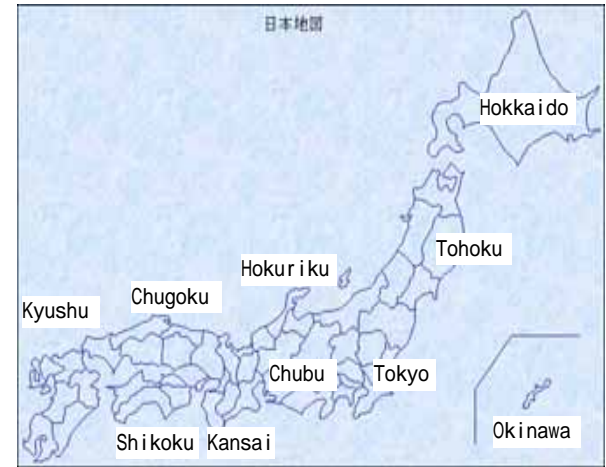 日本地図
Hokkaido
Tohoku
Hokuriku
Chugoku
Kyushu
Chubu
Tokyo
Okinawa
Shikoku
Kansai